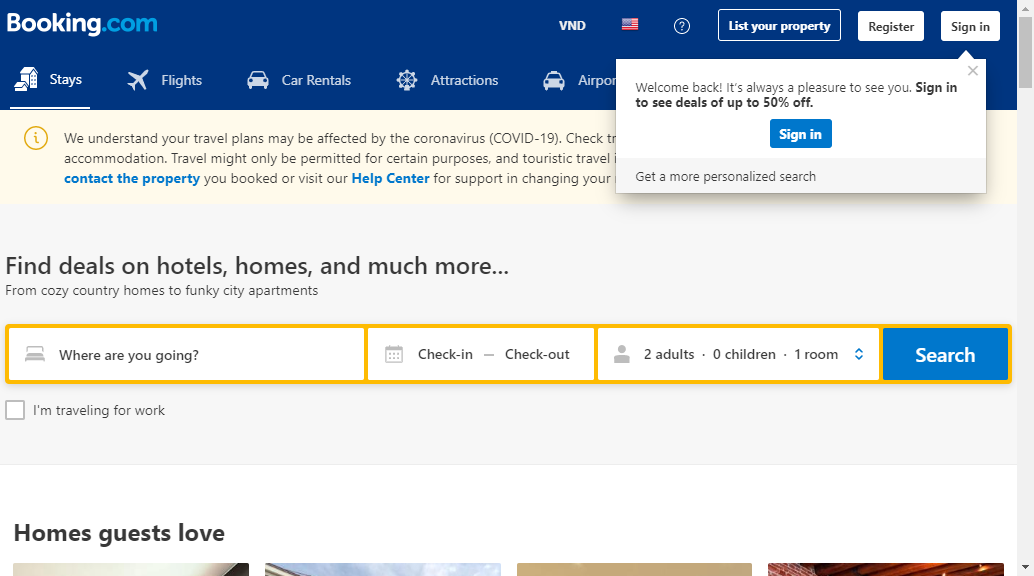 Booking.com
VND
List your property
Register
Sign in
Stays
Flights
Car Rentals
Attractions
Welcome back! It's always a pleasure to see you. Sign in
to see deals of up to 50% off.
Sign in
Get a more personalized search
We understand your travel plans may be affected by the coronavirus (COVID-19). Check
accommodation. Travel might only be permitted for certain purposes, and touristic travel
contact the property you booked or visit our Help Center for support in changing your
Find deals on hotels, homes, and much more...
From cozy country homes to funky city apartments
Where are you going?
Check-in — Check-out
2 adults · 0 children · 1 room
Search
I'm traveling for work
Homes guests love